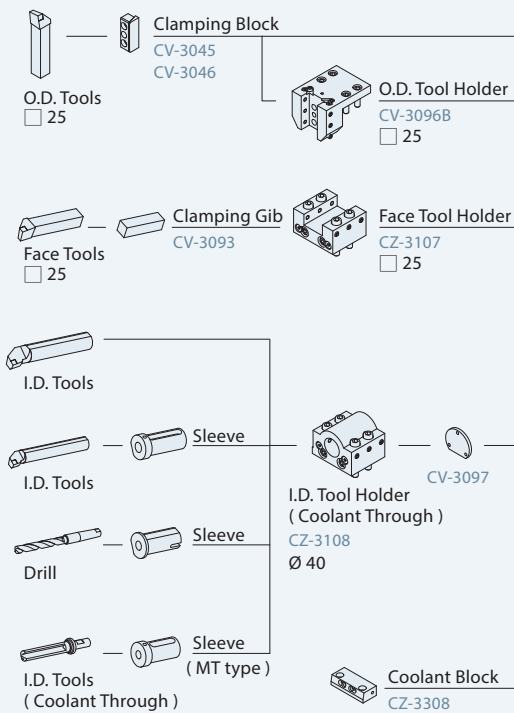 Clamping Block
CV-3045
CV-3046
O.D. Tools
□ 25
O.D. Tool Holder
CV-3096B
□ 25
Clamping Gib
CV-3093
Face Tools
□ 25
Face Tool Holder
CZ-3107
□ 25
I.D. Tools
Sleeve
I.D. Tools
I.D. Tool Holder
( Coolant Through )
CZ-3108
Ø 40
CV-3097
Sleeve
Drill
Sleeve
( MT type )
I.D. Tools
( Coolant Through )
Coolant Block
CZ-3308